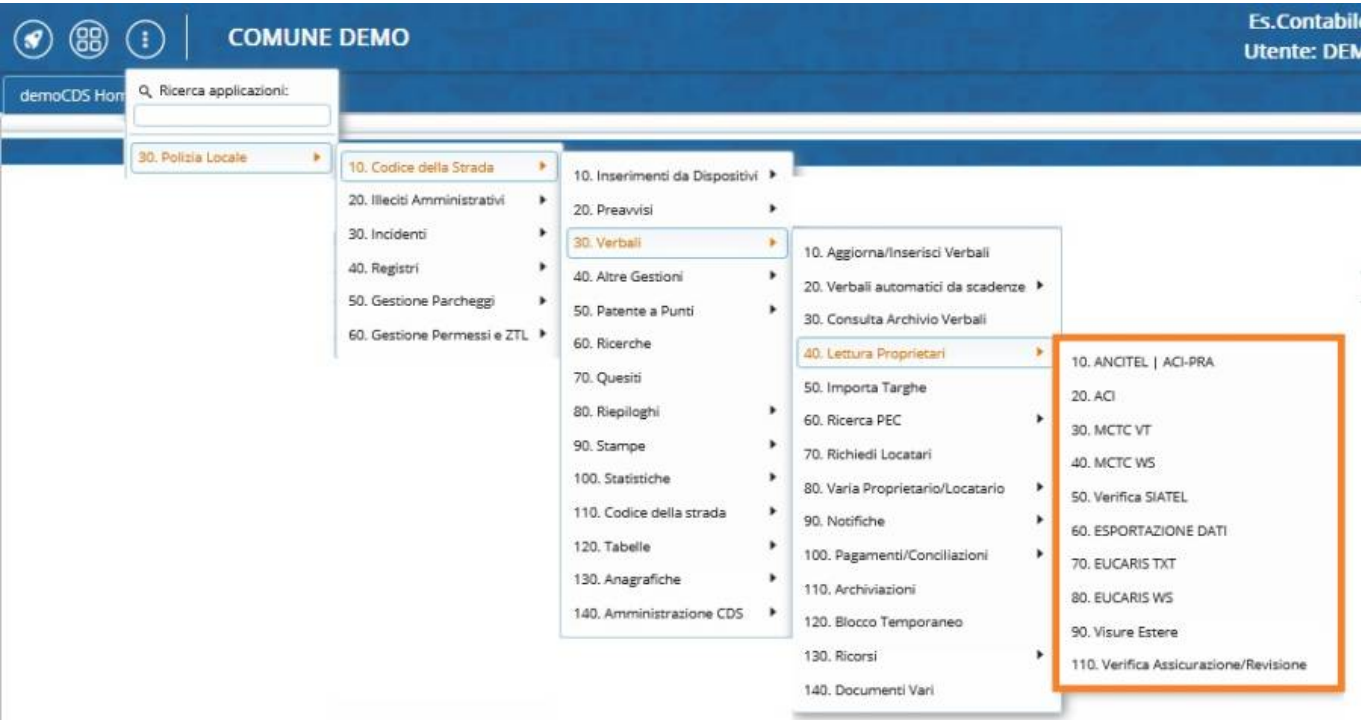 COMUNE DEMO
Es.Contabile
Utente: DEM
demoCDS Hom
Ricerca applicazioni:
30. Polizia Locale
10. Codice della Strada
20. Illeciti Amministrativi
30. Incidenti
40. Registri
50. Gestione Parcheggi
60. Gestione Permessi e ZTL
10. Inserimenti da Dispositivi
20. Preavvisi
30. Verbali
40. Altre Gestioni
50. Patente a Punti
60. Ricerche
70. Quesiti
80. Riepiloghi
90. Stampe
100. Statistiche
110. Codice della strada
120. Tabelle
130. Anagrafiche
140. Amministrazione CDS
10. Aggiorna/Inserisci Verbali
20. Verbali automatici da scadenze
30. Consulta Archivio Verbali
40. Lettura Proprietari
50. Importa Targhe
60. Ricerca PEC
70. Richiedi Locatari
80. Varia Proprietario/Locatario
90. Notifiche
100. Pagamenti/Conciliazioni
110. Archiviazioni
120. Blocco Temporaneo
130. Ricorsi
140. Documenti Vari
10. ANCITEL | ACI-PRA
20. ACI
30. MCTC VT
40. MCTC WS
50. Verifica SIATEL
60. ESPORTAZIONE DATI
70. EUCARIS TXT
80. EUCARIS WS
90. Visure Estere
110. Verifica Assicurazione/Revisione